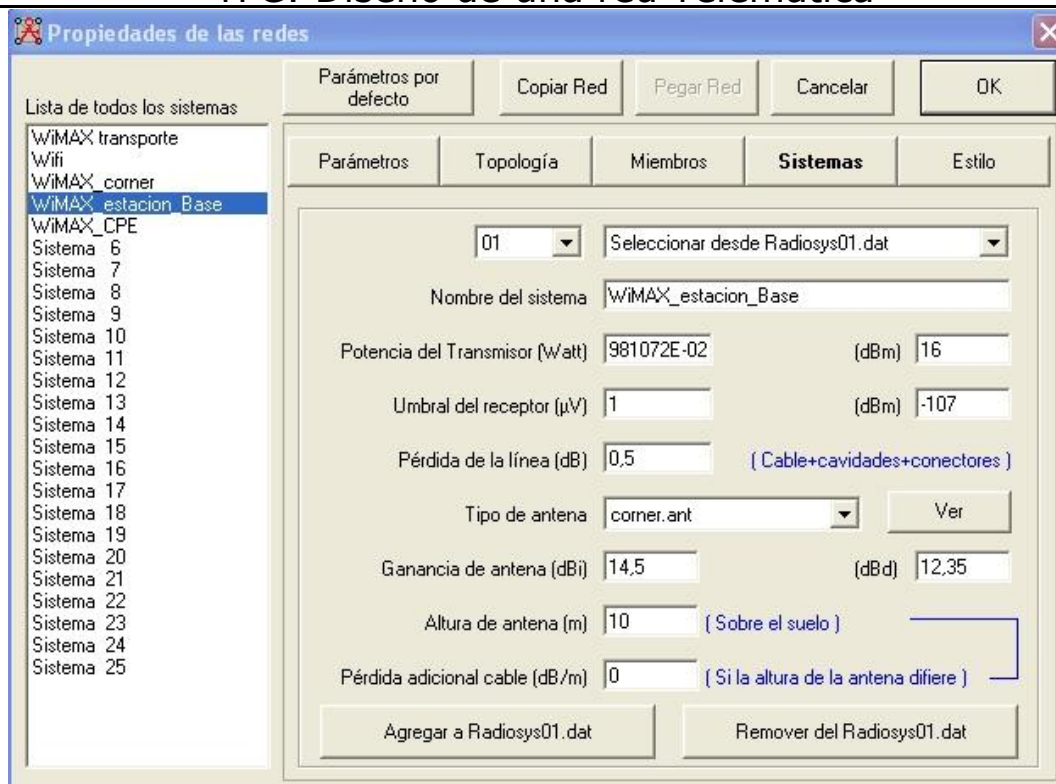 TFC: Diseño de una red Telemática
Propiedades de las redes
Parámetros por defecto
Copiar Red
Pegar Red
Cancelar
OK
Lista de todos los sistemas
WiMAX transporte
Wifi
WiMAX_corner
WiMAX_estacion_Base
WiMAX_CPE
Sistema 6
Sistema 7
Sistema 8
Sistema 9
Sistema 10
Sistema 11
Sistema 12
Sistema 13
Sistema 14
Sistema 15
Sistema 16
Sistema 17
Sistema 18
Sistema 19
Sistema 20
Sistema 21
Sistema 22
Sistema 23
Sistema 24
Sistema 25
Parámetros
Topología
Miembros
Sistemas
Estilo
01
Seleccionar desde Radiosys01.dat
Nombre del sistema WiMAX_estacion_Base
Potencia del Transmisor (Watt) 981072E-02 (dBm) 16
Umbral del receptor (µV) 1 (dBm) -107
Pérdida de la línea (dB) 0,5 ( Cable+cavidades+conectores )
Tipo de antena corner.ant Ver
Ganancia de antena (dBi) 14,5 (dBd) 12,35
Altura de antena (m) 10 ( Sobre el suelo )
Pérdida adicional cable (dB/m) 0 ( Si la altura de la antena difiere )
Agregar a Radiosys01.dat
Remover del Radiosys01.dat